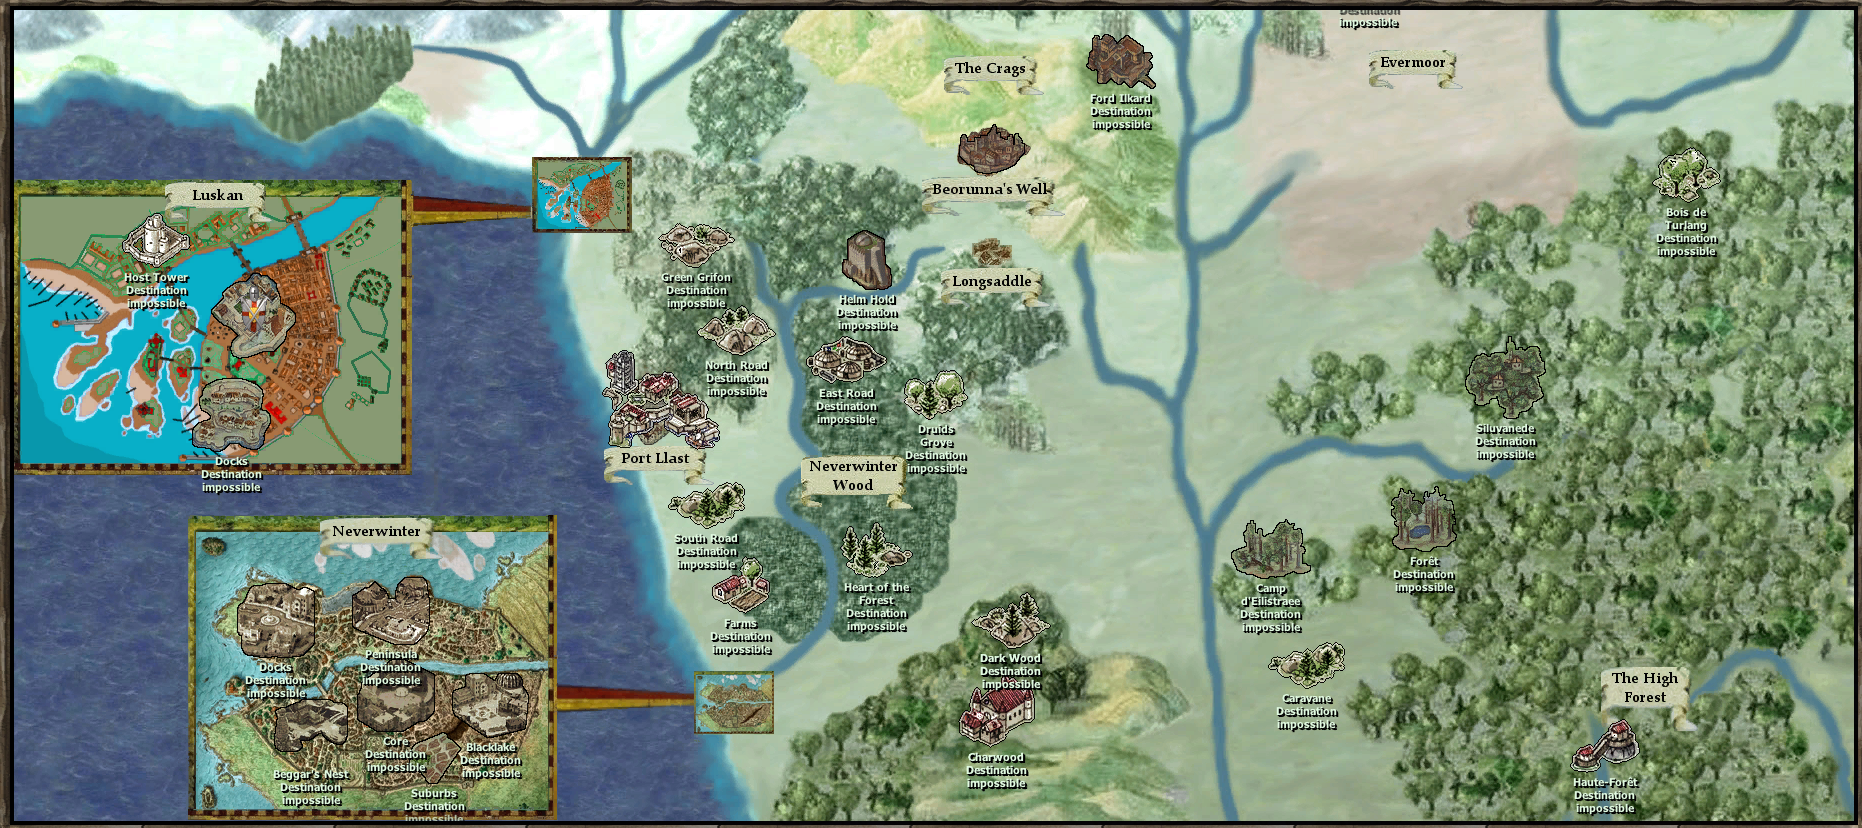 Destination
impossible
The Crags
Evermoor
Ford Ilkard
Destination
impossible
Beorunna's Well
Luskan
Host Tower
Destination
impossible
Docks
Destination
impossible
Green Grifon
Destination
impossible
Helm Hold
Destination
impossible
Longsaddle
Bois de
Turlang
Destination
impossible
North Road
Destination
impossible
East Road
Destination
impossible
Druids
Grove
Destination
impossible
Siluvanede
Destination
impossible
Port Llast
Neverwinter
Wood
South Road
Destination
impossible
Farms
Destination
impossible
Heart of the
Forest
Destination
impossible
Camp
d'Eilistraee
Destination
impossible
Forêt
Destination
impossible
Neverwinter
Docks
Destination
impossible
Peninsula
Destination
impossible
Core
Destination
impossible
Blacklake
Destination
impossible
Beggar's Nest
Destination
impossible
Suburbs
Destination
impossible
Dark Wood
Destination
impossible
Charwood
Destination
impossible
Caravane
Destination
impossible
The High
Forest
Haute-Forêt
Destination
impossible